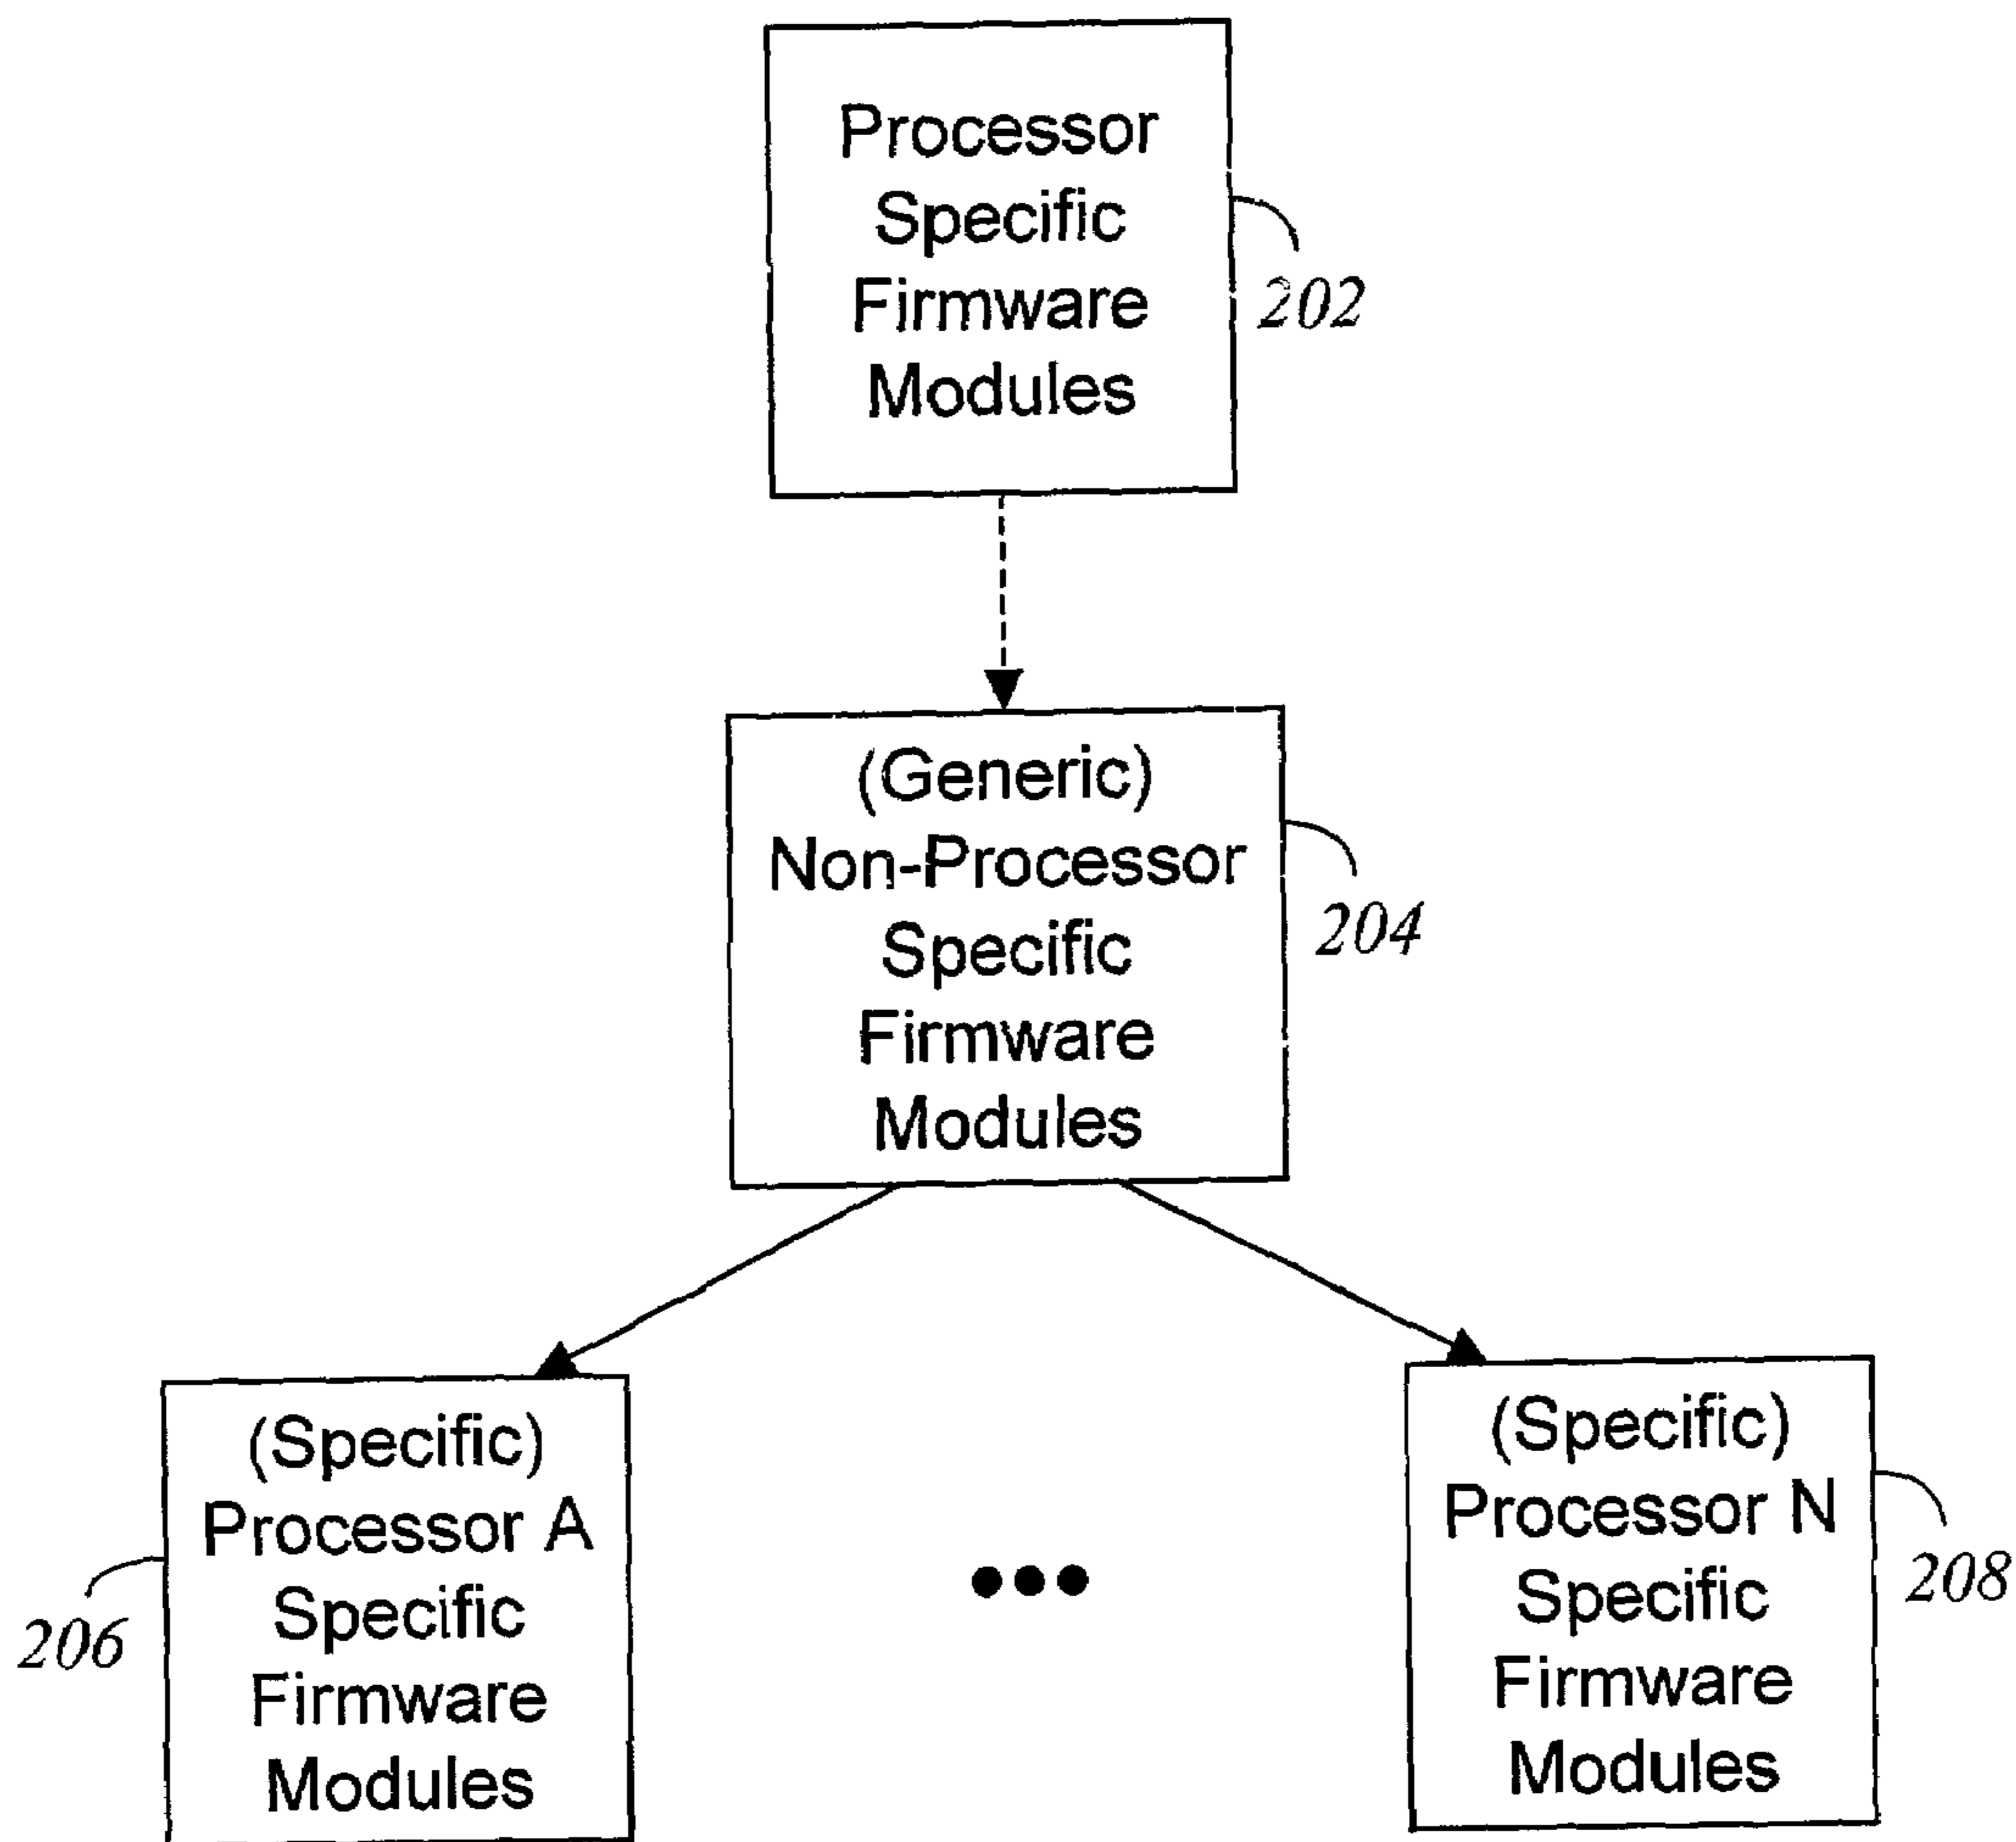 Processor
Specific
Firmware
Modules
202
(Generic)
Non-Processor
Specific
Firmware
Modules
204
(Specific)
Processor A
Specific
Firmware
Modules
206
(Specific)
Processor N
Specific
Firmware
Modules
208